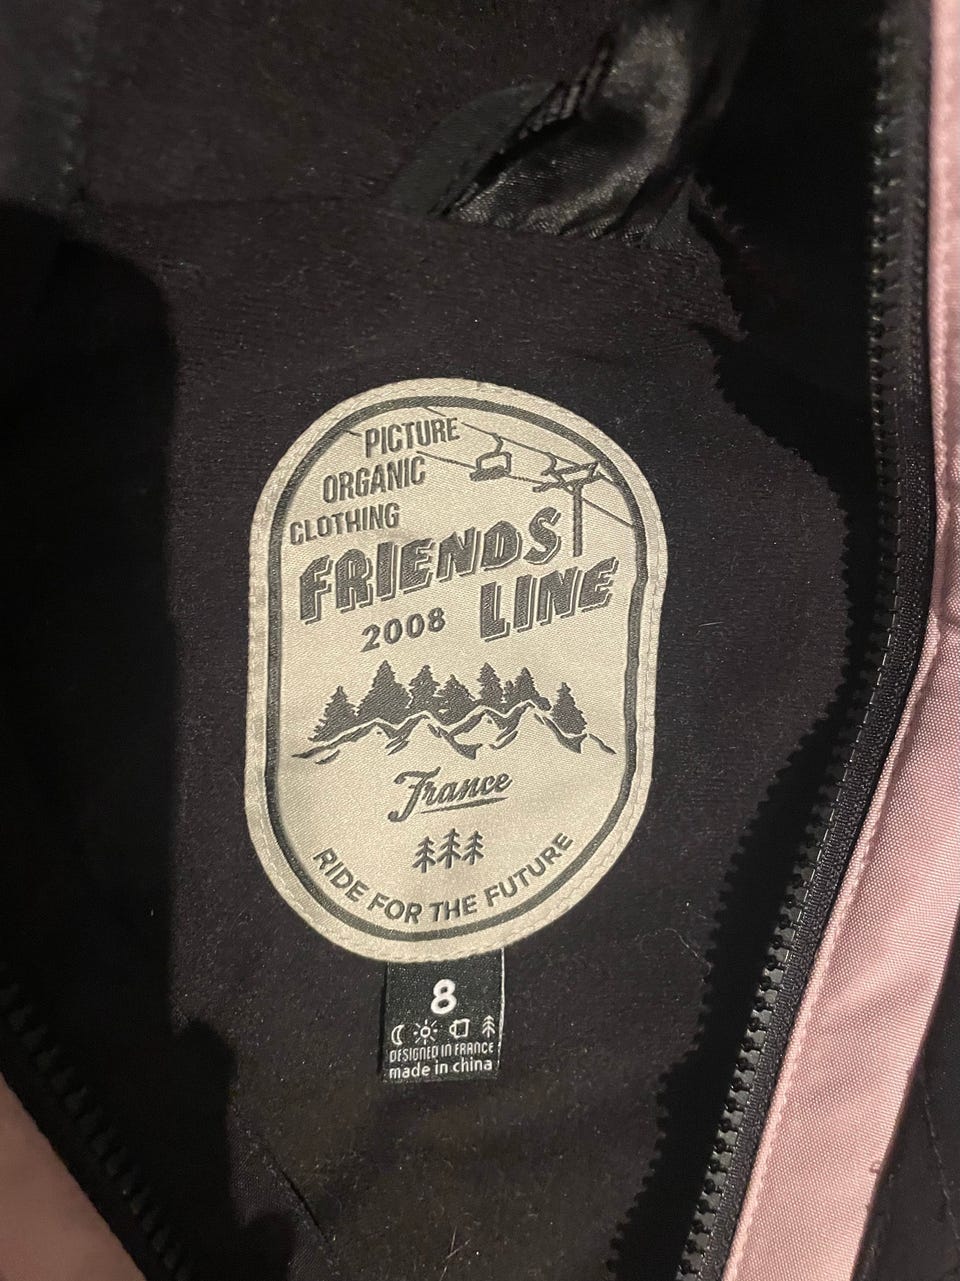 PICTURE
ORGANIC
CLOTHING
FRIENDS
LINE
2008
France
RIDE FOR THE FUTURE
8
DESIGNED IN FRANCE
made in china